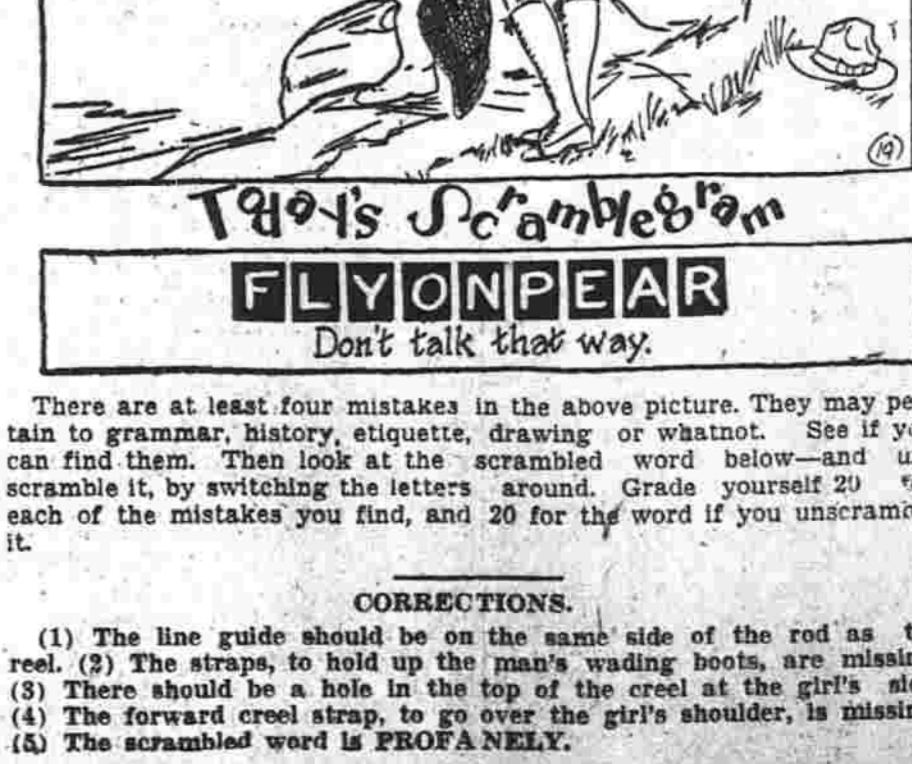 19
Today's Scramblegram
FLYONPEAR
Don't talk that way.
There are at least four mistakes in the above picture. They may pe
tain to grammar, history, etiquette, drawing or whatnot. See if y
can find them. Then look at the scrambled word below—and u
scramble it, by switching the letters around. Grade yourself 20
each of the mistakes you find, and 20 for the word if you unscramb
it.
CORRECTIONS.
(1) The line guide should be on the same side of the rod as t
reel. (2) The straps, to hold up the man's wading boots, are missin
(3) There should be a hole in the top of the creel at the girl's sid
(4) The forward creel strap, to go over the girl's shoulder, is missin
(5) The scrambled word is PROFANELY.